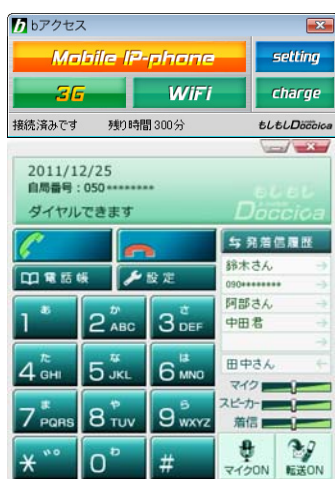 bアクセス
Mobile IP-phone
setting
3G
WiFi
charge
接続済みです 残り時間 300分
もしもしDoccica
2011/12/25
自局番号:050********
ダイヤルできます
もしもし
Doccica
発着信履歴
電話帳
設定
鈴木さん
090********
阿部さん
中田君
田中さん
1 あ
2 か ABC
3 さ DEF
4 た GHI
5 な JKL
6 は MNO
7 ま PQRS
8 や TUV
9 ら WXYZ
* ゛゜
0 わ
#
マイク
スピーカー
着信
マイクON
転送ON